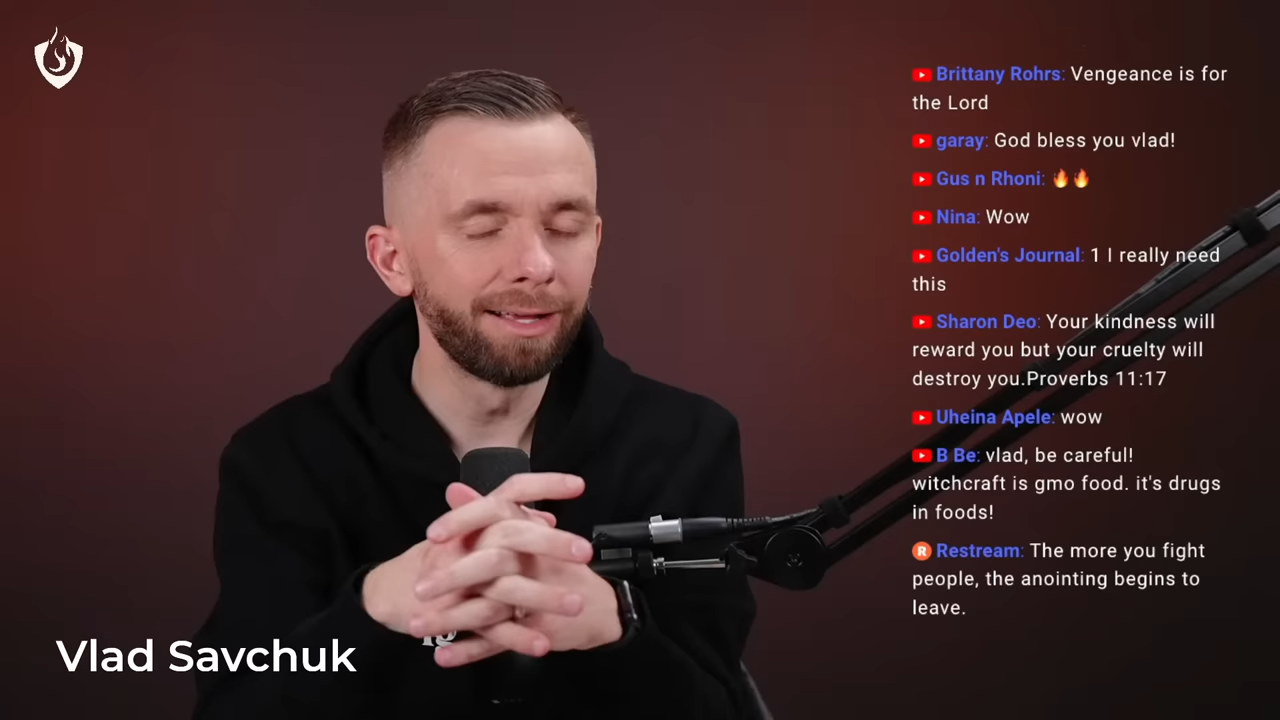 Brittany Rohrs: Vengeance is for
the Lord
garay: God bless you vlad!
Gus n Rhoni: 🔥🔥
Nina: Wow
Golden's Journal: 1 I really need
this
Sharon Deo: Your kindness will
reward you but your cruelty will
destroy you.Proverbs 11:17
Uheina Apele: wow
B Be: vlad, be careful!
witchcraft is gmo food. it's drugs
in foods!
R Restream: The more you fight
people, the anointing begins to
leave.
Vlad Savchuk